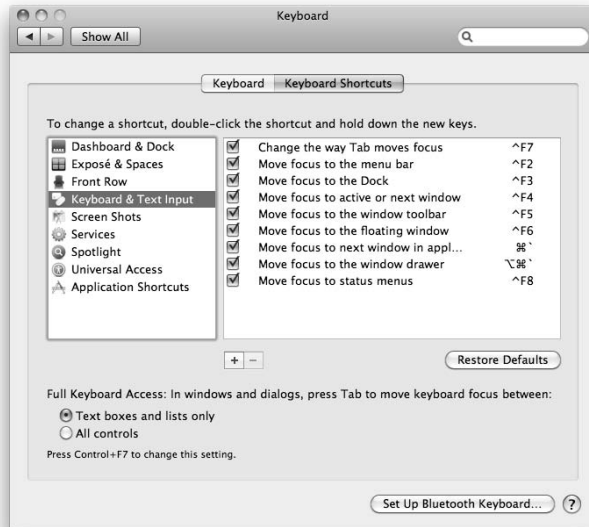 Keyboard
Show All
Keyboard Keyboard Shortcuts
To change a shortcut, double-click the shortcut and hold down the new keys.
Dashboard & Dock
Exposé & Spaces
Front Row
Keyboard & Text Input
Screen Shots
Services
Spotlight
Universal Access
Application Shortcuts
Change the way Tab moves focus ^F7
Move focus to the menu bar ^F2
Move focus to the Dock ^F3
Move focus to active or next window ^F4
Move focus to the window toolbar ^F5
Move focus to the floating window ^F6
Move focus to next window in appl... ⌘`
Move focus to the window drawer ⌥⌘`
Move focus to status menus ^F8
+ −
Restore Defaults
Full Keyboard Access: In windows and dialogs, press Tab to move keyboard focus between:
Text boxes and lists only
All controls
Press Control+F7 to change this setting.
Set Up Bluetooth Keyboard... ?